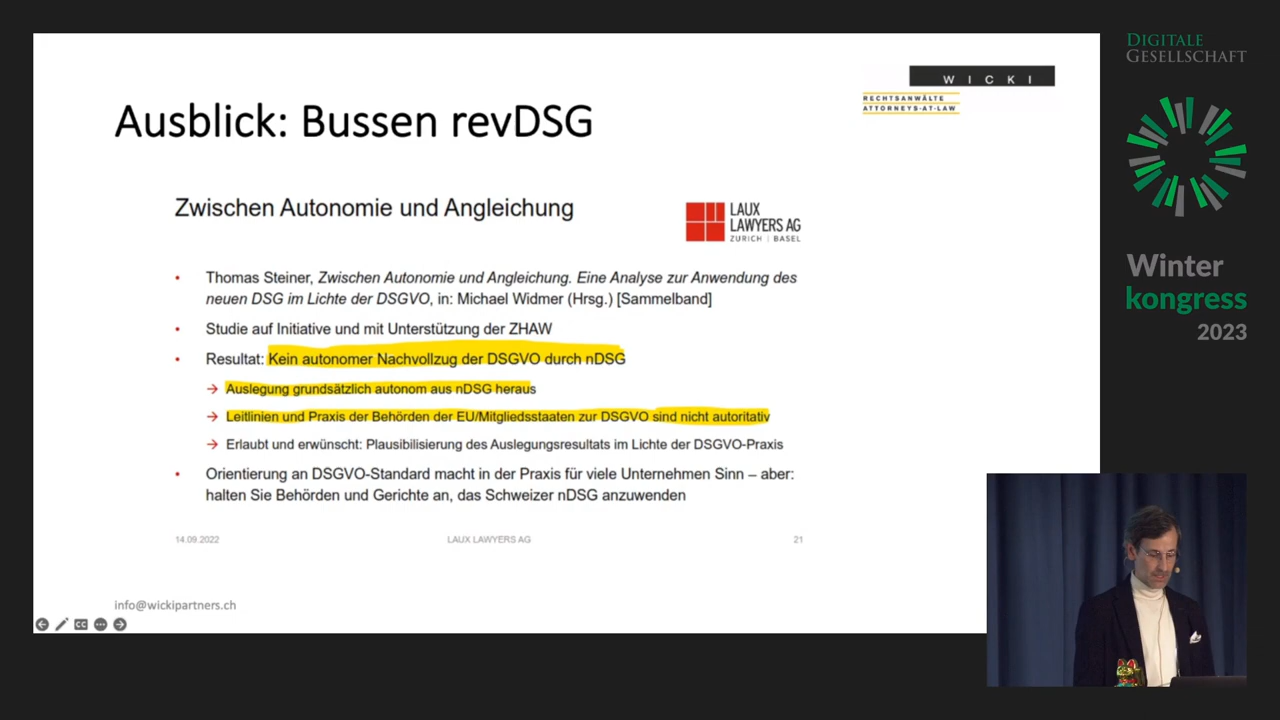 DIGITALE
GESELLSCHAFT
WICKI
RECHTSANWÄLTE
ATTORNEYS-AT-LAW
Ausblick: Bussen revDSG
Zwischen Autonomie und Angleichung
LAUX
LAWYERS AG
ZURICH | BASEL
• Thomas Steiner, Zwischen Autonomie und Angleichung. Eine Analyse zur Anwendung des
neuen DSG im Lichte der DSGVO, in: Michael Widmer (Hrsg.) [Sammelband]
• Studie auf Initiative und mit Unterstützung der ZHAW
• Resultat: Kein autonomer Nachvollzug der DSGVO durch nDSG
→ Auslegung grundsätzlich autonom aus nDSG heraus
→ Leitlinien und Praxis der Behörden der EU/Mitgliedsstaaten zur DSGVO sind nicht autoritativ
→ Erlaubt und erwünscht: Plausibilisierung des Auslegungsresultats im Lichte der DSGVO-Praxis
• Orientierung an DSGVO-Standard macht in der Praxis für viele Unternehmen Sinn – aber:
halten Sie Behörden und Gerichte an, das Schweizer nDSG anzuwenden
14.09.2022
LAUX LAWYERS AG
21
info@wickipartners.ch
CC
Winter
kongress
2023